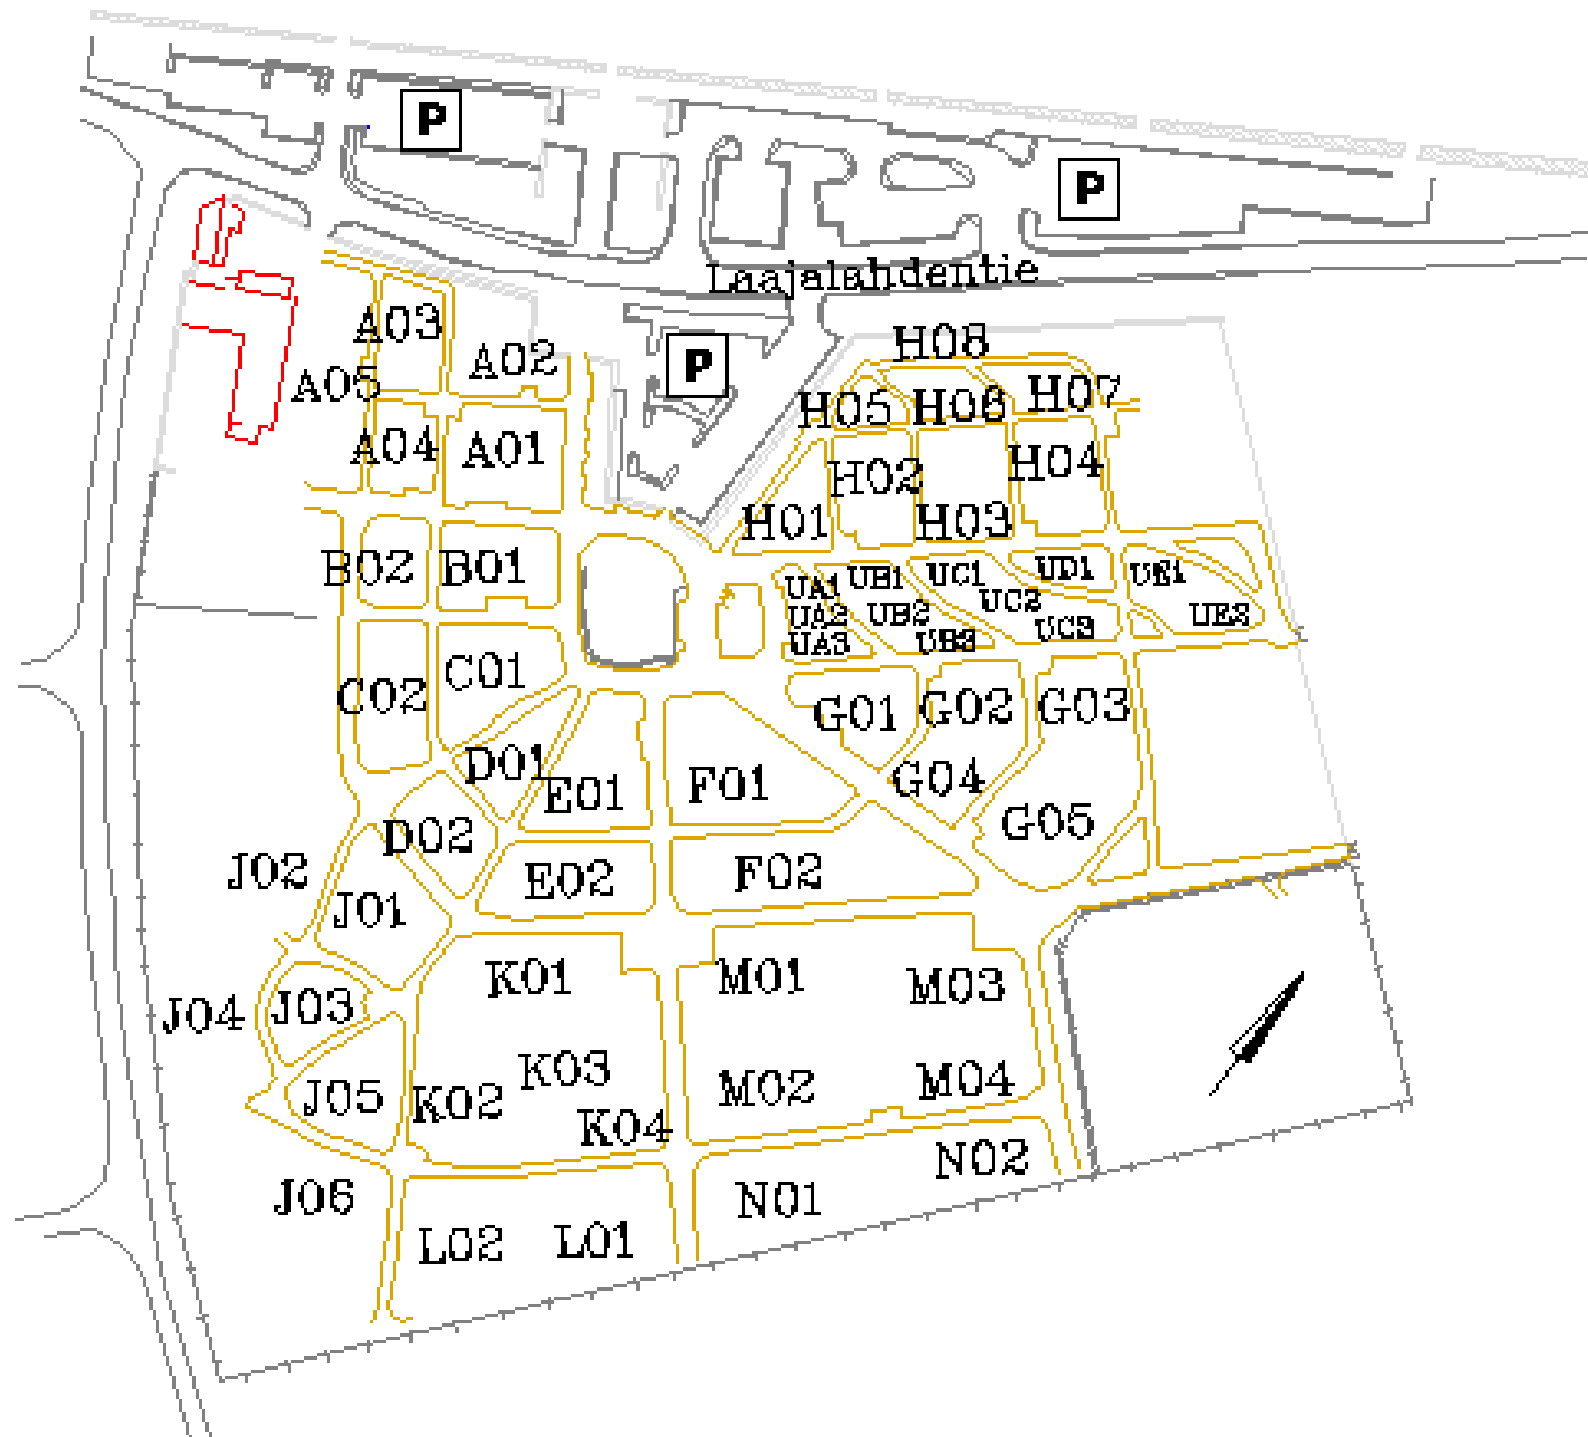 P
P
Laajalahdentie
A03
H08
A02
P
A05
H07
H05 H06
A04 A01
H04
H02
H01 H03
B02 B01
UA1 UB1 UC1 UD1 UE1
UA2 UB2 UC2 UE2
UA3 UB3 UC3
C02 C01
G01 G02 G03
D01
E01 F01 G04
D02 G05
J02 E02 F02
J01
K01 M01 M03
J04 J03
K03
J05 K02 M02 M04
K04
J06 N01 N02
L02 L01